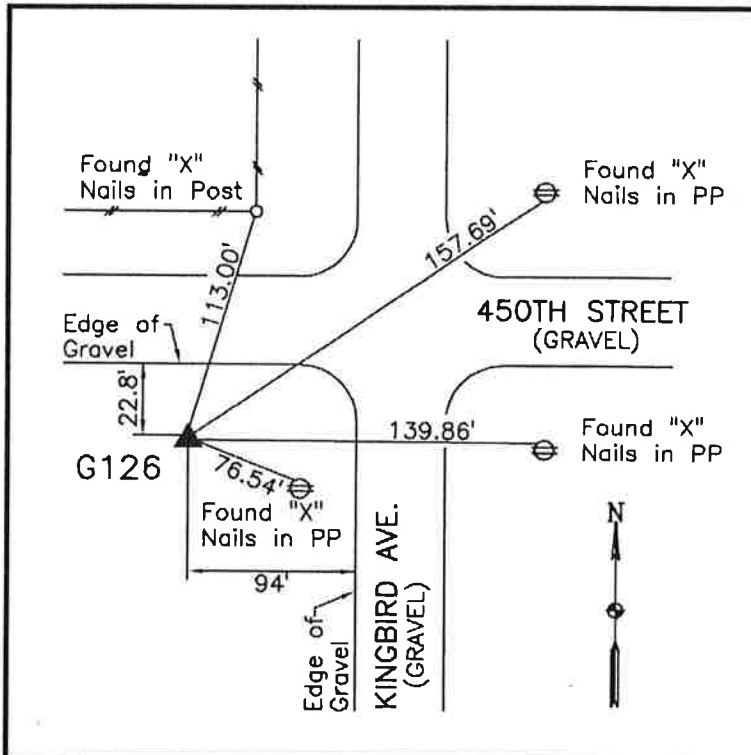 Found "X"
Nails in Post
Found "X"
Nails in PP
113.00'
157.69'
450TH STREET
(GRAVEL)
Edge of
Gravel
22.8'
139.86'
Found "X"
Nails in PP
G126
76.54'
Found "X"
Nails in PP
94'
Edge of
Gravel
KINGBIRD AVE.
(GRAVEL)
N